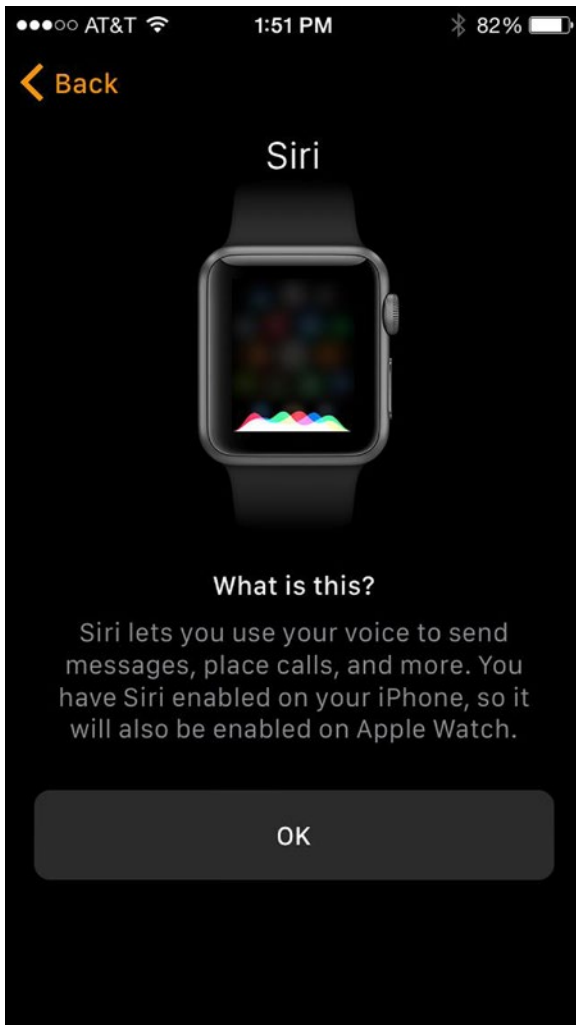 AT&T 1:51 PM 82%
Back
Siri
What is this?
Siri lets you use your voice to send
messages, place calls, and more. You
have Siri enabled on your iPhone, so it
will also be enabled on Apple Watch.
OK